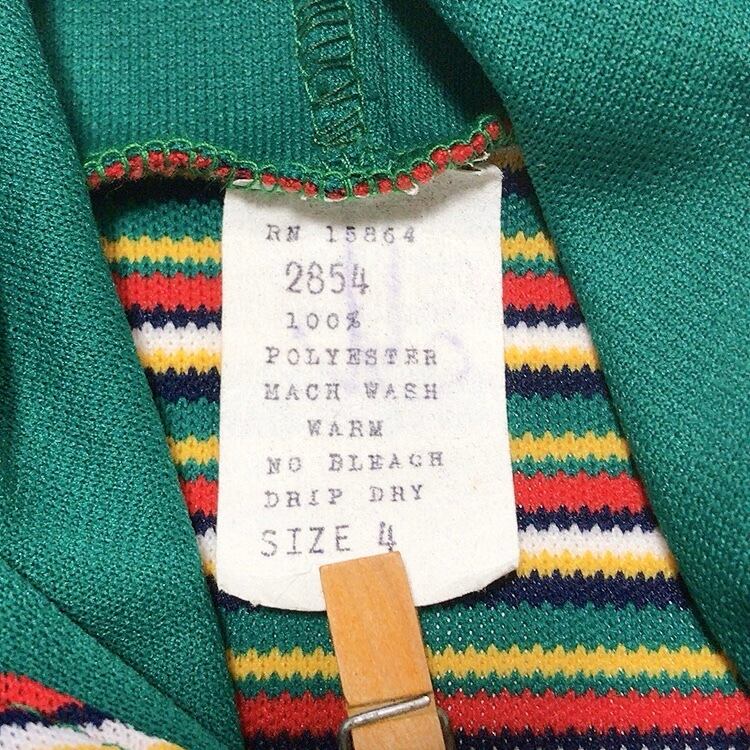 RN 15864
2854
100%
POLYESTER
MACH WASH
WARM
NO BLEACH
DRIP DRY
SIZE 4